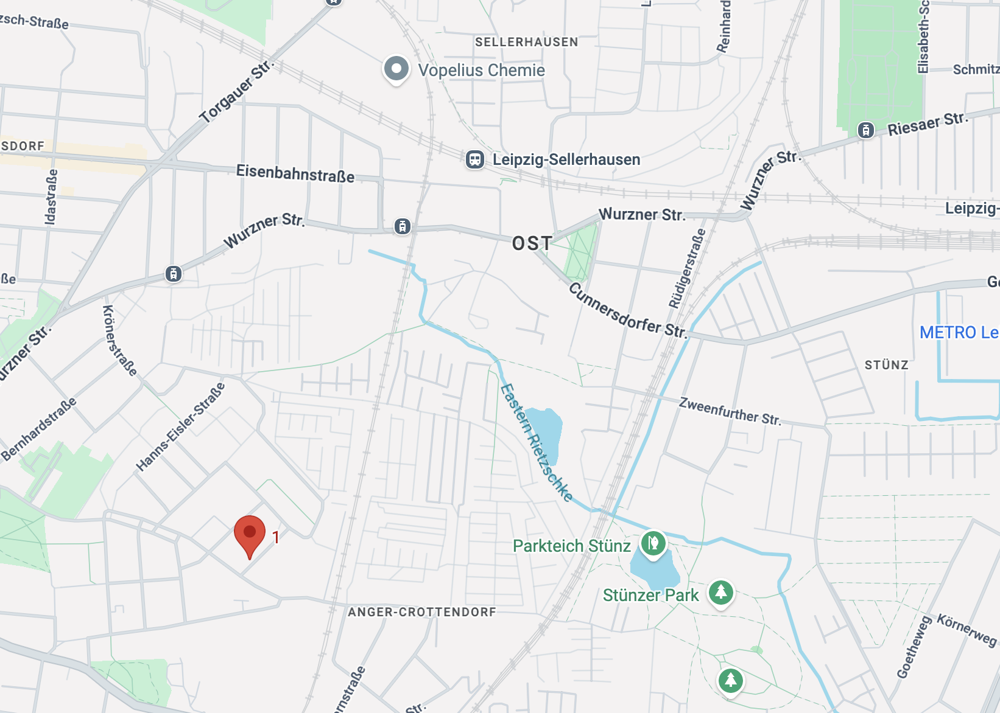 zsch-Straße
SELLERHAUSEN
Reinhard
Elisabeth-Sc
Vopelius Chemie
Schmitz
Torgauer Str.
Riesaer Str.
SDORF
Leipzig-Sellerhausen
Wurzner Str.
Eisenbahnstraße
Idastraße
Wurzner Str.
Leipzig-
Wurzner Str.
OST
Rüdigerstraße
ße
Ge
Cunnersdorfer Str.
Krönerstraße
urzner Str.
METRO Le
STÜNZ
Eastern Rietzschke
Zweenfurther Str.
Bernhardstraße
Hanns-Eisler-Straße
1
Parkteich Stünz
Stünzer Park
ANGER-CROTTENDORF
Goetheweg
Körnerweg
ernstraße
Str.